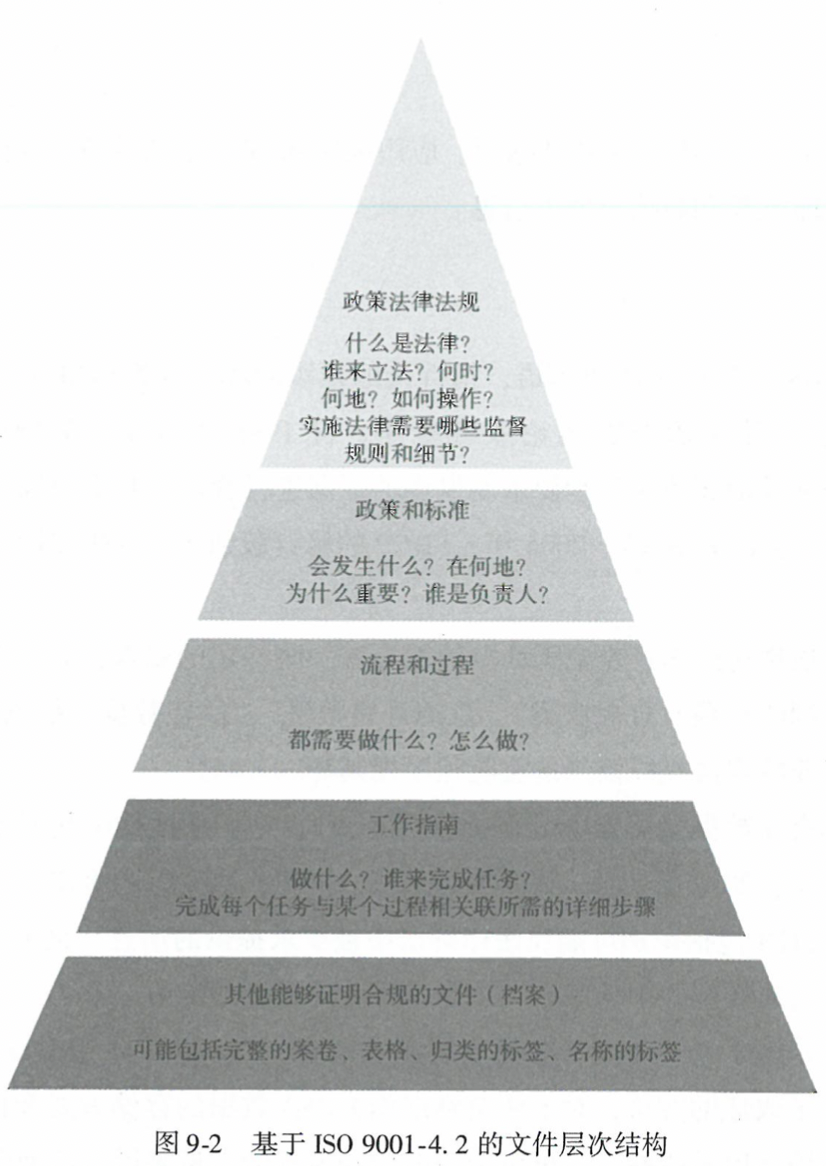 政策法律法规
什么是法律？
谁来立法？何时？
何地？如何操作？
实施法律需要哪些监督
规则和细节？
政策和标准
会发生什么？在何地？
为什么重要？谁是负责人？
流程和过程
都需要做什么？怎么做？
工作指南
做什么？谁来完成任务？
完成每个任务与某个过程相关联所需的详细步骤
其他能够证明合规的文件（档案）
可能包括完整的案卷、表格、归类的标签、名称的标签
图 9-2 基于 ISO 9001-4. 2 的文件层次结构